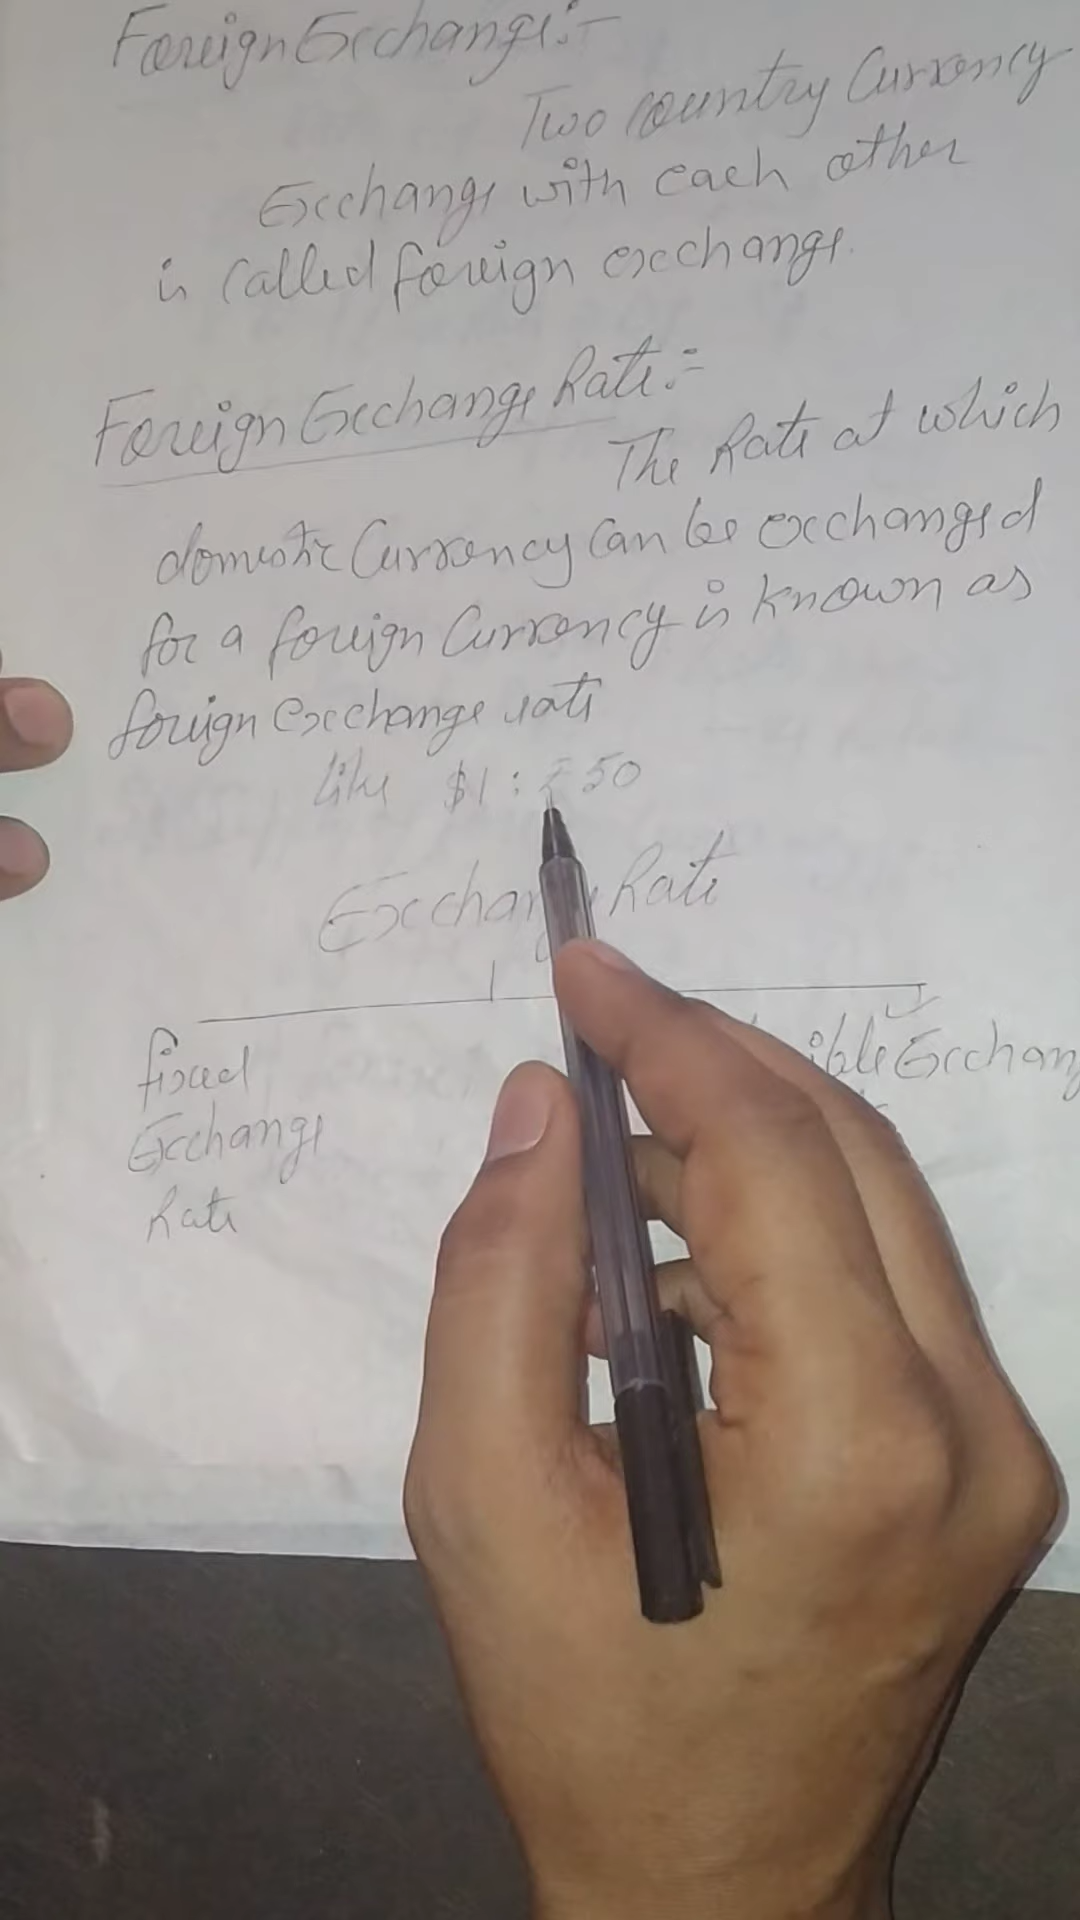 Foreign Exchange:-
Two Country Currency
Exchange with each other
is Called foreign exchange.
Foreign Exchange Rate:-
The Rate at which
domestic Currency Can be exchanged
for a foreign Currency is known as
foreign exchange rate
like $1 : ₹50
Exchange Rate
fixed
Exchange
Rate
Exchang